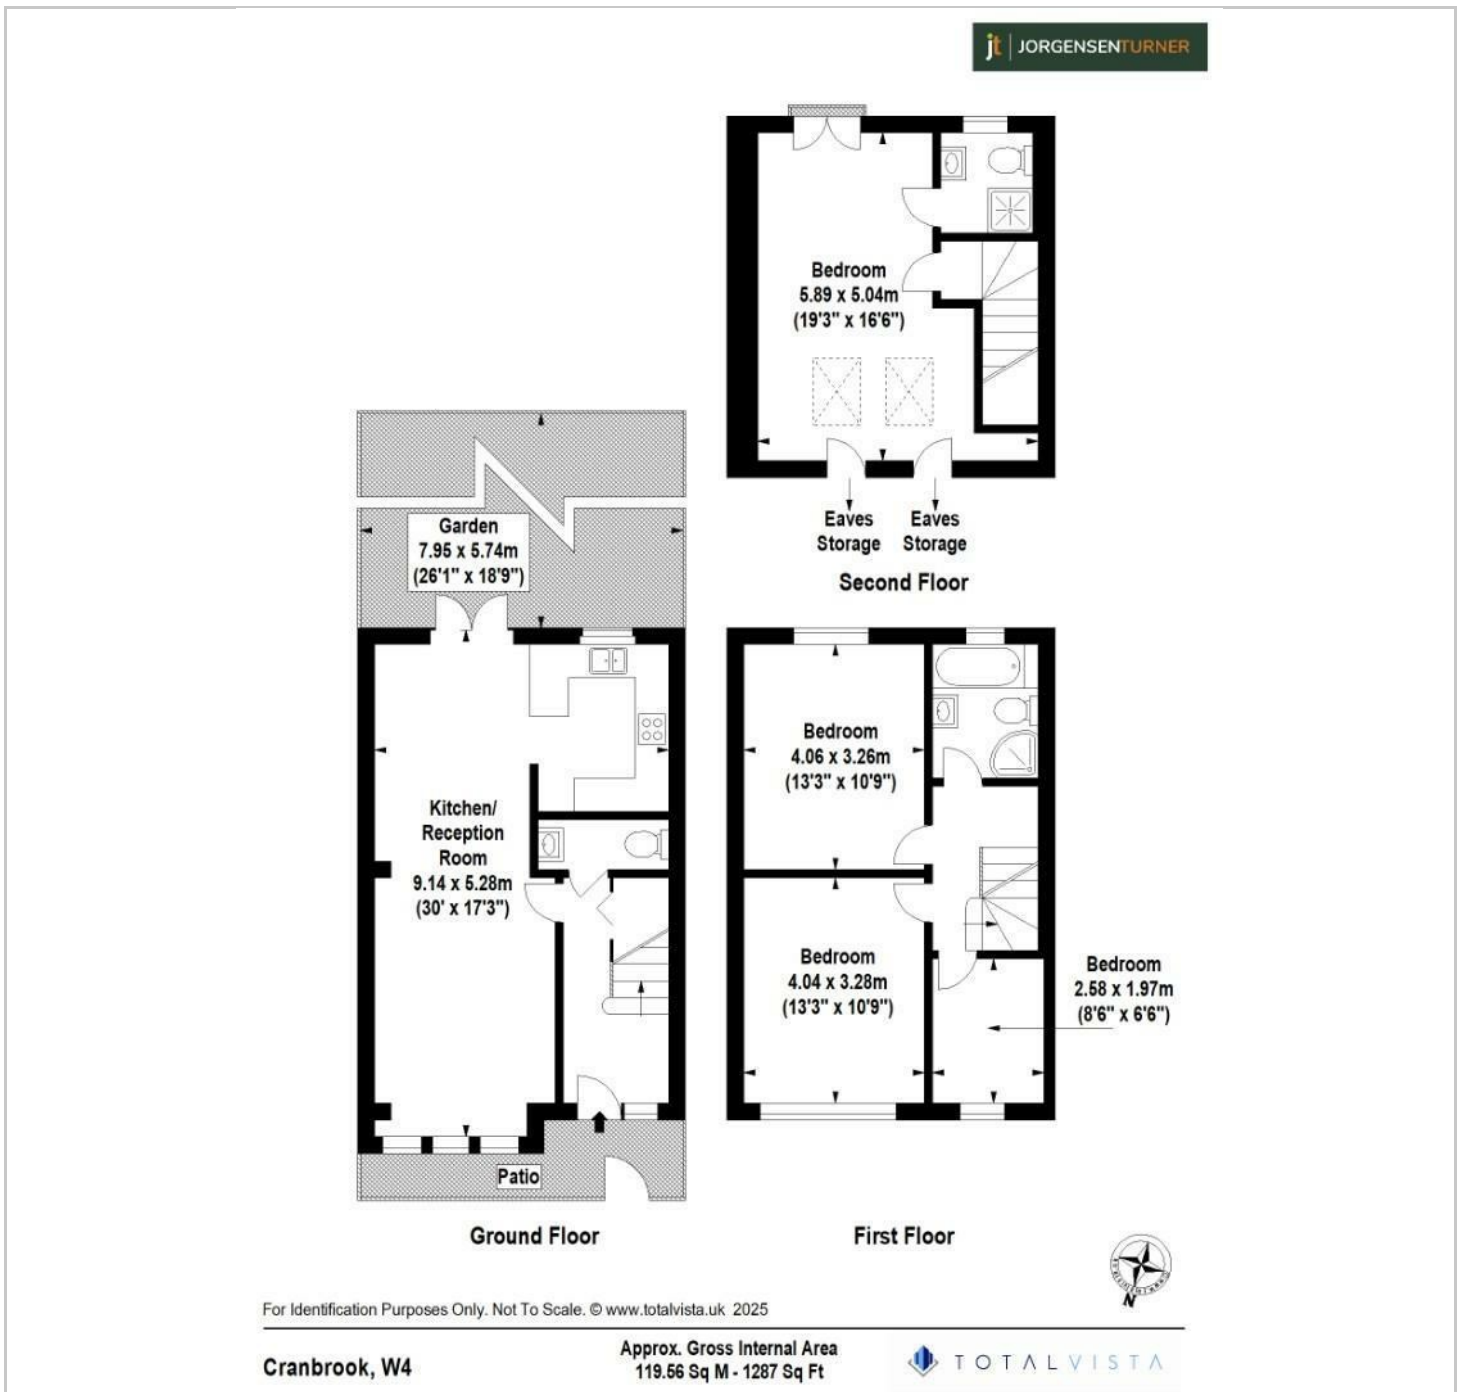 jt | JORGENSENTURNER
Bedroom
5.89 x 5.04m
(19'3" x 16'6")
Eaves
Storage
Eaves
Storage
Second Floor
Garden
7.95 x 5.74m
(26'1" x 18'9")
Kitchen/
Reception
Room
9.14 x 5.28m
(30' x 17'3")
Patio
Ground Floor
Bedroom
4.06 x 3.26m
(13'3" x 10'9")
Bedroom
4.04 x 3.28m
(13'3" x 10'9")
Bedroom
2.58 x 1.97m
(8'6" x 6'6")
First Floor
N
For Identification Purposes Only. Not To Scale. © www.totalvista.uk 2025
Cranbrook, W4
Approx. Gross Internal Area
119.56 Sq M - 1287 Sq Ft
TOTALVISTA